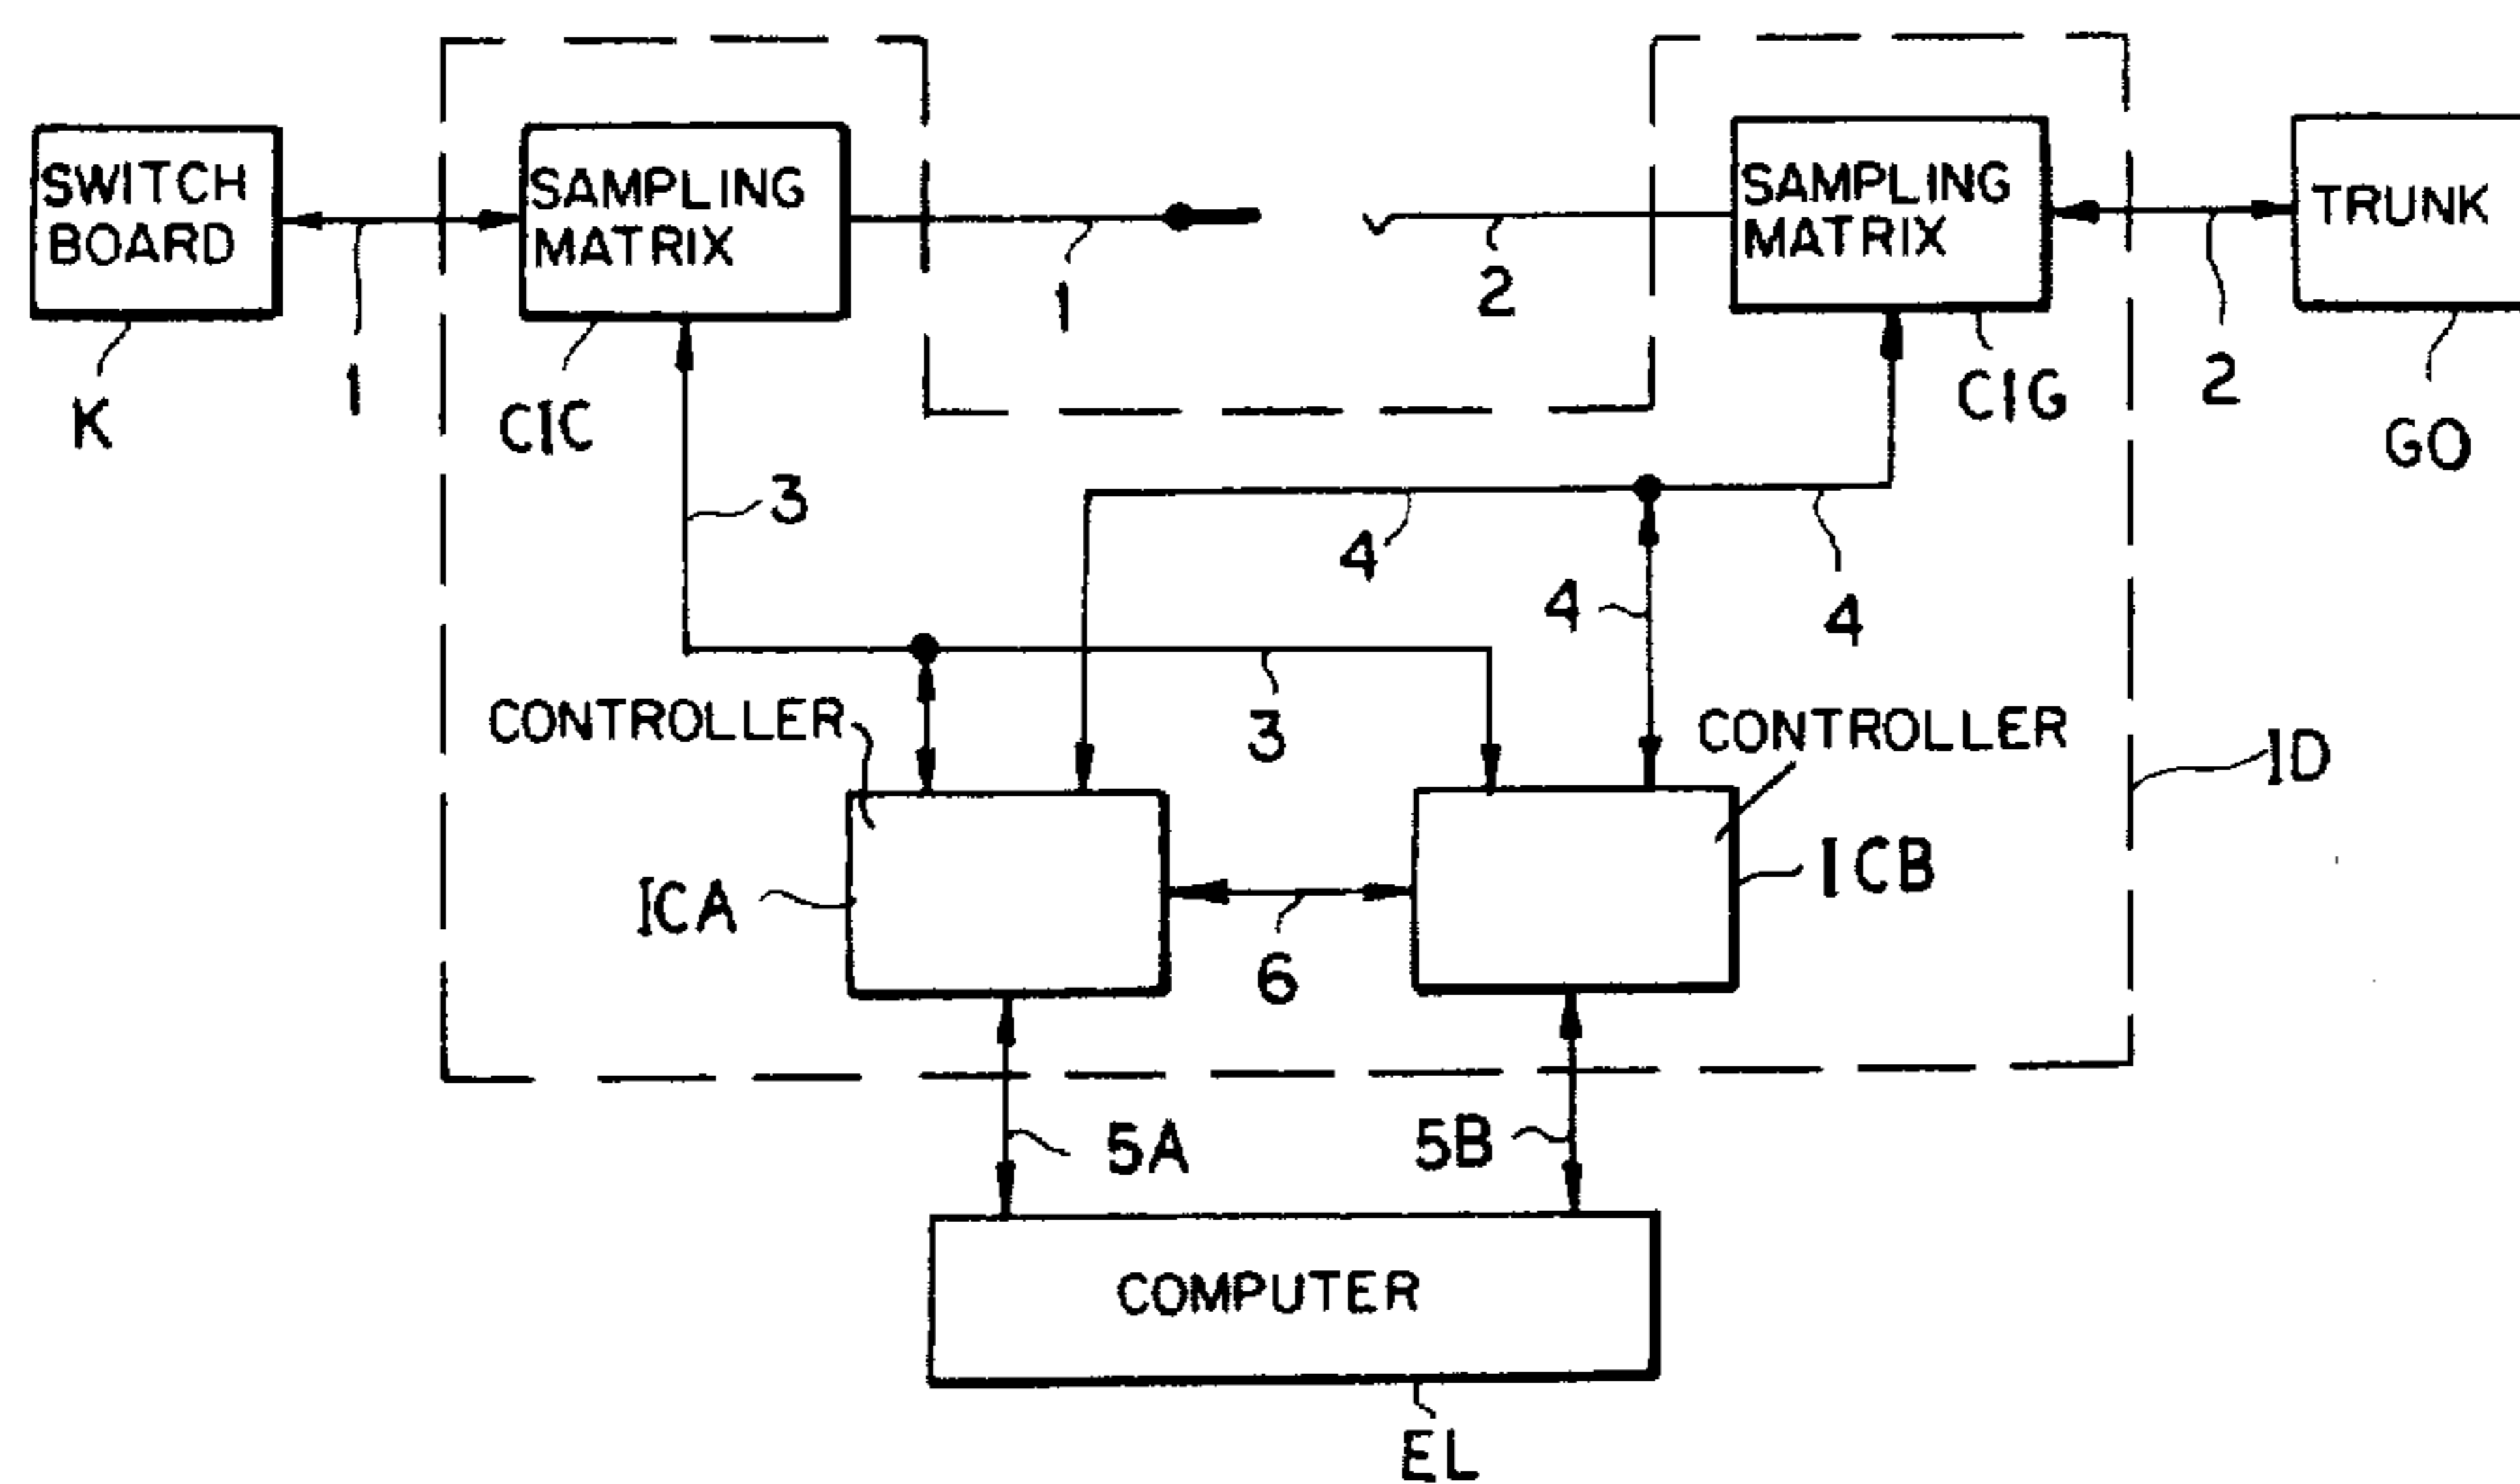 SWITCH
BOARD
SAMPLING
MATRIX
SAMPLING
MATRIX
TRUNK
1
2
K
1
CIC
CIG
2
GO
3
4
4
4
CONTROLLER
3
CONTROLLER
ID
ICA
ICB
6
5A
5B
COMPUTER
EL